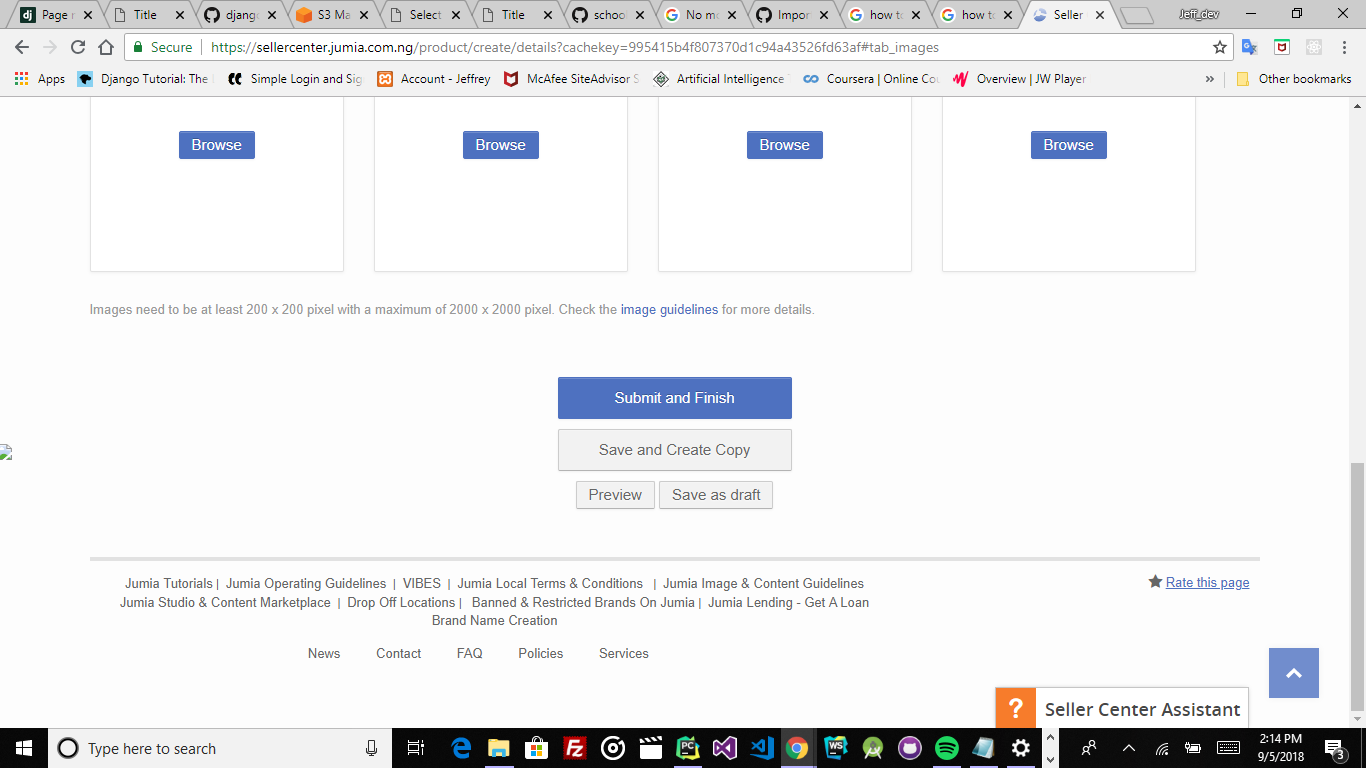 Page n
Title
django
S3 Ma
Select
Title
school
No mo
Impor
how to
how to
Seller
Jeff_dev
Secure
https://sellercenter.jumia.com.ng/product/create/details?cachekey=995415b4f807370d1c94a43526fd63af#tab_images
Apps
Django Tutorial: The
Simple Login and Sig
Account - Jeffrey
McAfee SiteAdvisor S
Artificial Intelligence
Coursera | Online Co
Overview | JW Player
»
Other bookmarks
Browse
Browse
Browse
Browse
Images need to be at least 200 x 200 pixel with a maximum of 2000 x 2000 pixel. Check the image guidelines for more details.
Submit and Finish
Save and Create Copy
Preview
Save as draft
Jumia Tutorials | Jumia Operating Guidelines | VIBES | Jumia Local Terms & Conditions | Jumia Image & Content Guidelines
Jumia Studio & Content Marketplace | Drop Off Locations | Banned & Restricted Brands On Jumia | Jumia Lending - Get A Loan
Brand Name Creation
Rate this page
News
Contact
FAQ
Policies
Services
? Seller Center Assistant
Type here to search
2:14 PM
9/5/2018
3